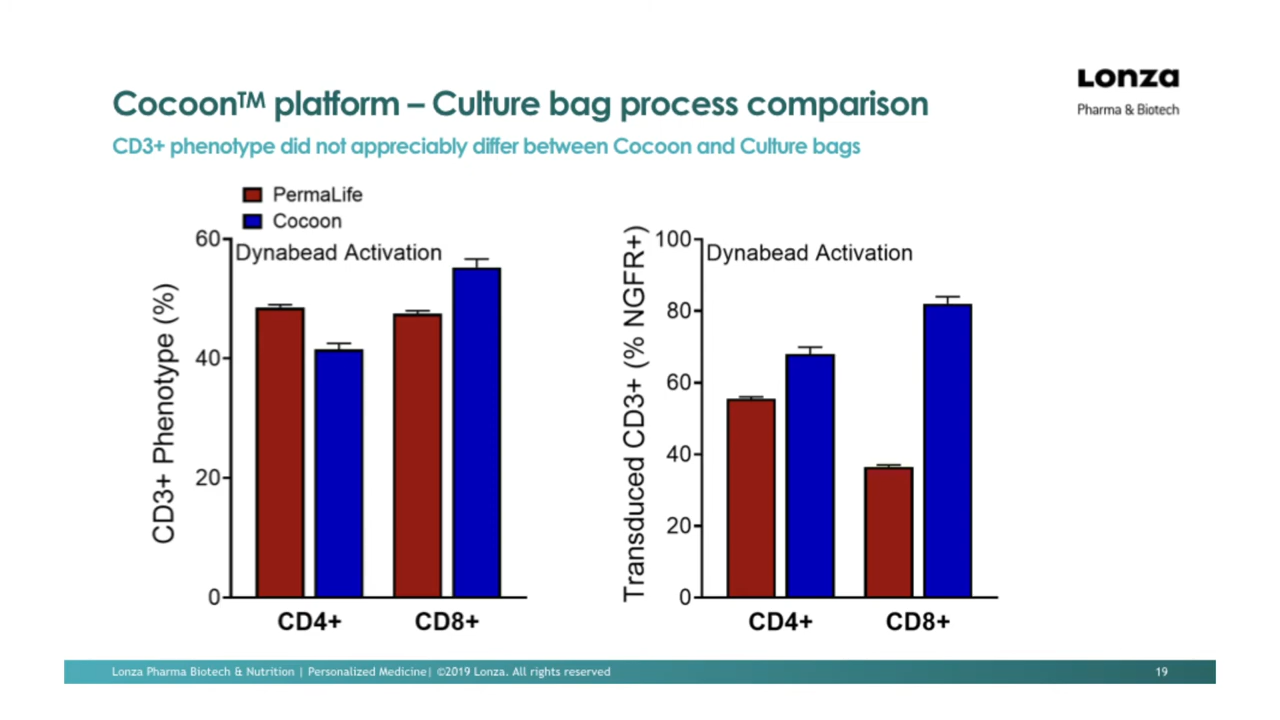 Lonza
Pharma & Biotech
Cocoon™ platform – Culture bag process comparison
CD3+ phenotype did not appreciably differ between Cocoon and Culture bags
PermaLife
Cocoon
Dynabead Activation
CD3+ Phenotype (%)
60
40
20
0
CD4+ CD8+
Dynabead Activation
Transduced CD3+ (% NGFR+)
100
80
60
40
20
0
CD4+ CD8+
Lonza Pharma Biotech & Nutrition | Personalized Medicine| ©2019 Lonza. All rights reserved
19